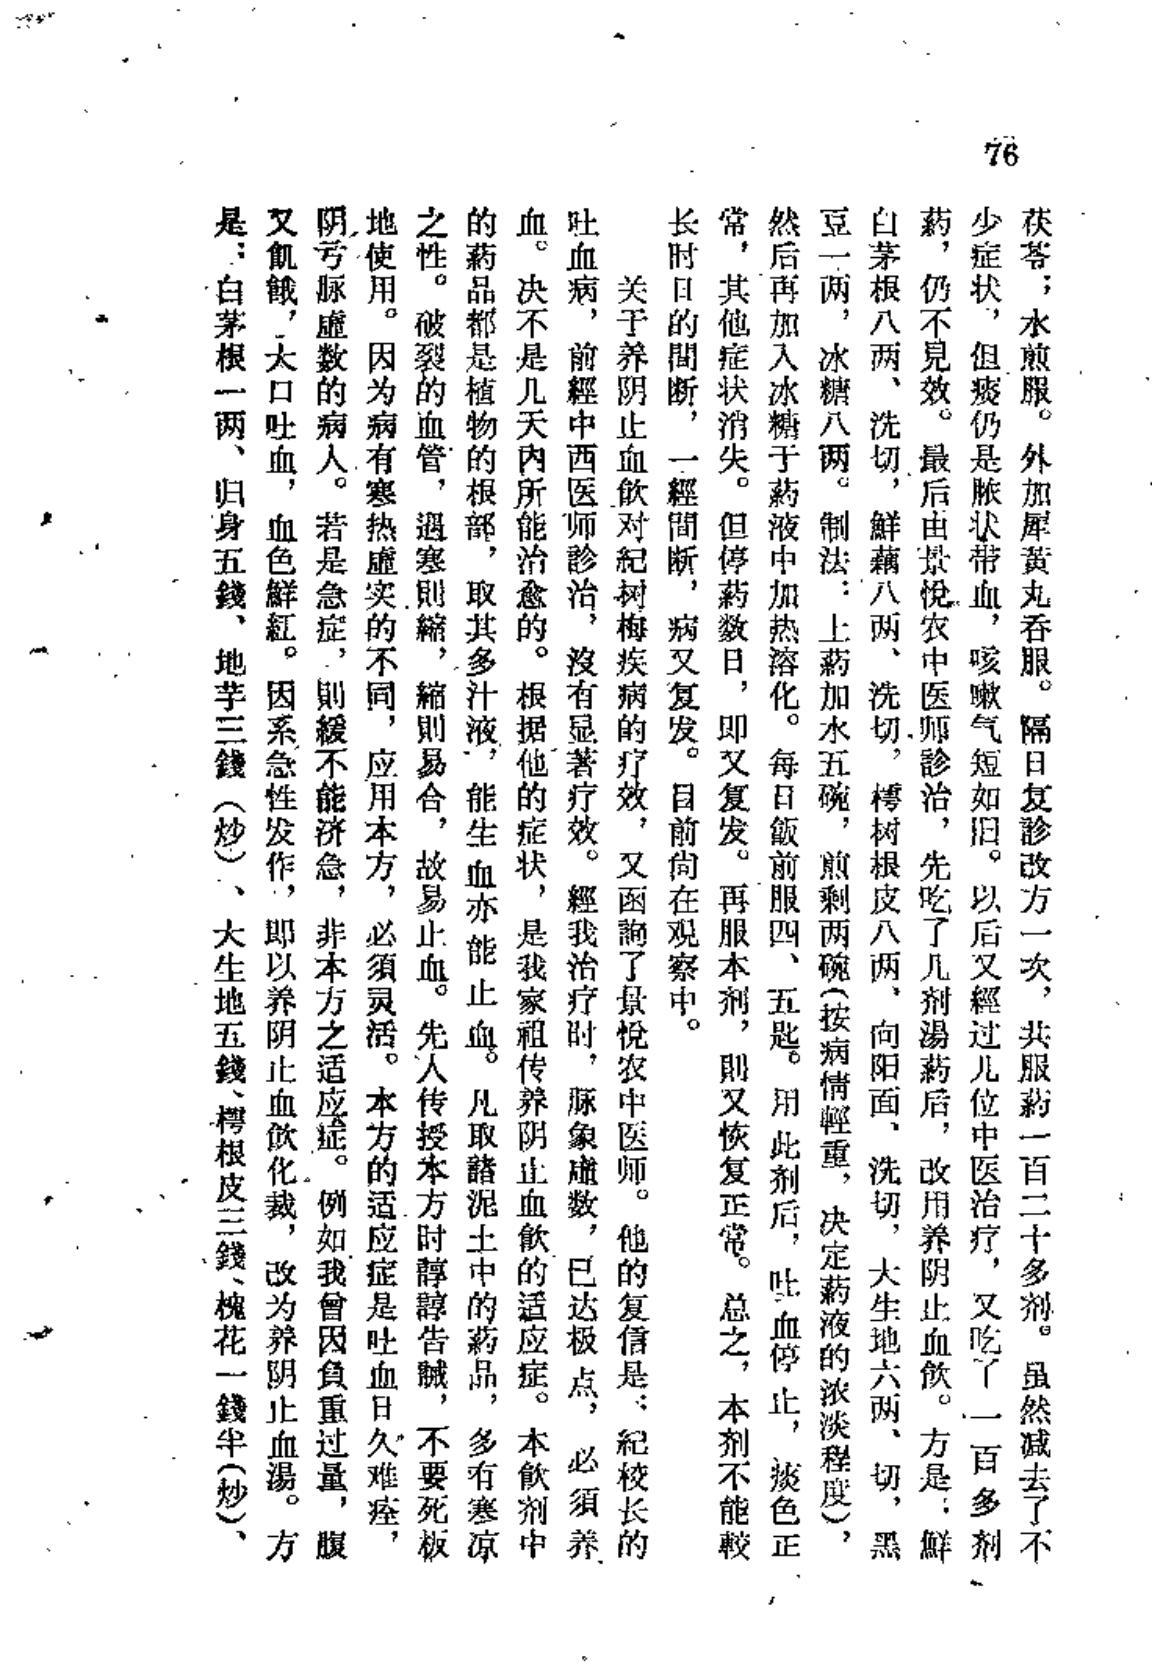 76
茯苓；水煎服。外加犀黃丸吞服。隔日复診改方一次，共服葯一百二十多剂。虽然减去了不
少症状，但痰仍是脓状带血，咳嗽气短如旧。以后又經过几位中医治疗，又吃了一百多剂
葯，仍不見效。最后由景悅农中医师診治，先吃了几剂湯葯后，改用养阴止血飲。方是：鮮
白茅根八两、洗切，鮮藕八两、洗切，樗树根皮八两、向阳面、洗切，大生地六两、切，黑
豆一两，冰糖八两。制法：上葯加水五碗，煎剩两碗（按病情輕重，决定葯液的浓淡程度），
然后再加入冰糖于葯液中加热溶化。每日飯前服四、五匙。用此剂后，吐血停止，痰色正
常，其他症状消失。但停葯数日，即又复发。再服本剂，則又恢复正常。总之，本剂不能較
长时日的間断，一經間断，病又复发。目前尙在观察中。
关于养阴止血飲对紀树梅疾病的疗效，又函詢了景悅农中医师。他的复信是：紀校长的
吐血病，前經中西医师診治，沒有显著疗效。經我治疗时，脉象虛数，已达极点，必須养
血。决不是几天內所能治愈的。根据他的症状，是我家祖传养阴止血飲的适应症。本飲剂中
的葯品都是植物的根部，取其多汁液，能生血亦能止血。凡取諸泥土中的葯品，多有寒凉
之性。破裂的血管，遇寒則縮，縮則易合，故易止血。先人传授本方时諄諄告誡，不要死板
地使用。因为病有寒热虛实的不同，应用本方，必須灵活。本方的适应症是吐血日久难痊，
阴亏脉虛数的病人。若是急症，則緩不能济急，非本方之适应症。例如我曾因負重过量，腹
又飢餓，大口吐血，血色鮮紅。因系急性发作，即以养阴止血飲化裁，改为养阴止血湯。方
是：白茅根一两、归身五錢、地芋三錢（炒）、大生地五錢、樗根皮三錢、槐花一錢半（炒）、